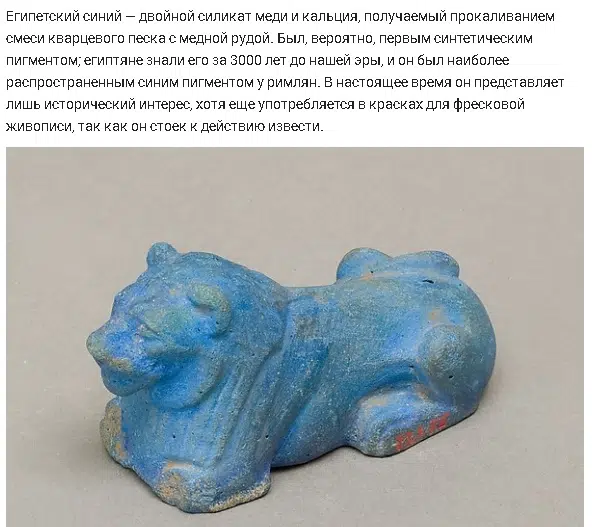 Египетский синий — двойной силикат меди и кальция, получаемый прокаливанием
смеси кварцевого песка с медной рудой. Был, вероятно, первым синтетическим
пигментом; египтяне знали его за 3000 лет до нашей эры, и он был наиболее
распространенным синим пигментом у римлян. В настоящее время он представляет
лишь исторический интерес, хотя еще употребляется в красках для фресковой
живописи, так как он стоек к действию извести.